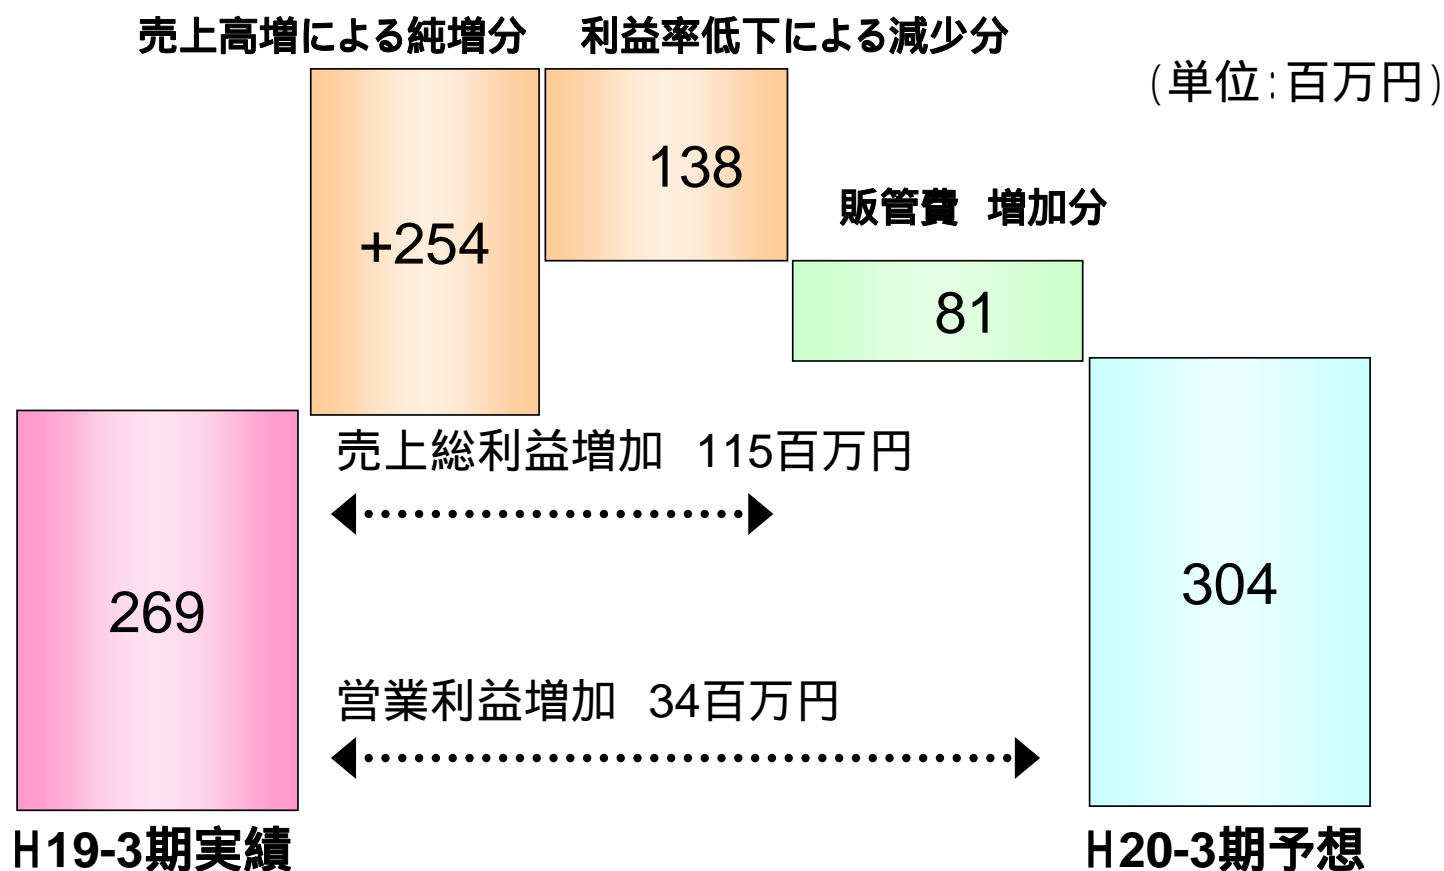 売上高増による純増分
利益率低下による減少分
(単位:百万円)
+254
138
販管費 増加分
81
売上総利益増加 115百万円
269
304
営業利益増加 34百万円
H19-3期実績
H20-3期予想